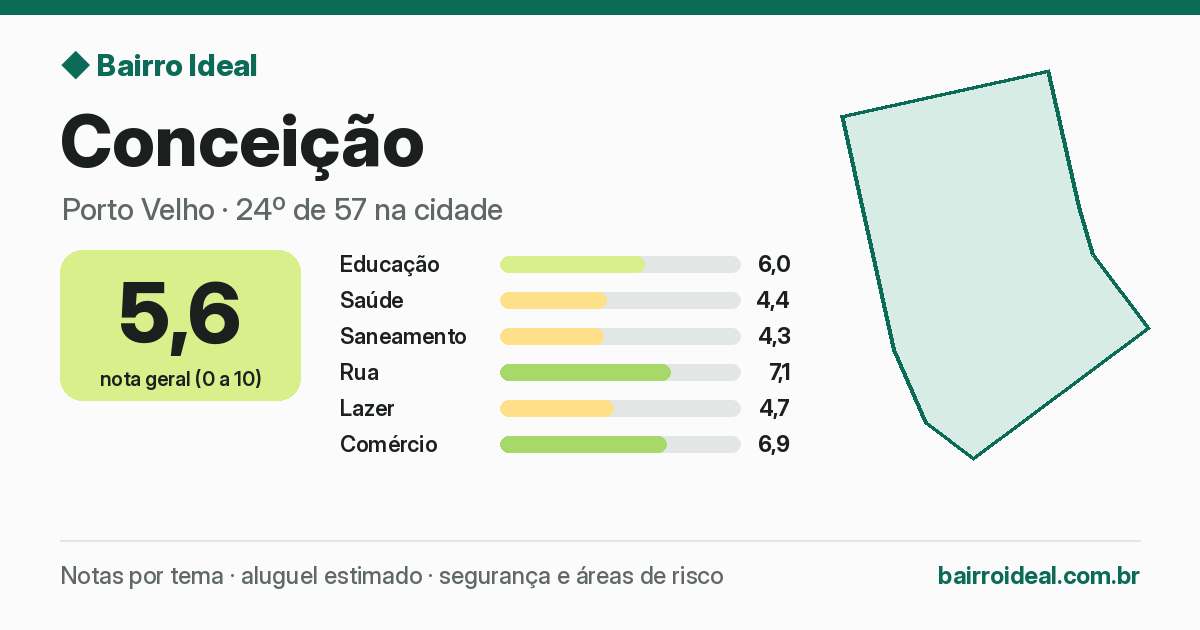 Bairro Ideal
Conceição
Porto Velho · 24º de 57 na cidade
5,6
nota geral (0 a 10)
Educação 6,0
Saúde 4,4
Saneamento 4,3
Rua 7,1
Lazer 4,7
Comércio 6,9
Notas por tema · aluguel estimado · segurança e áreas de risco
bairroideal.com.br